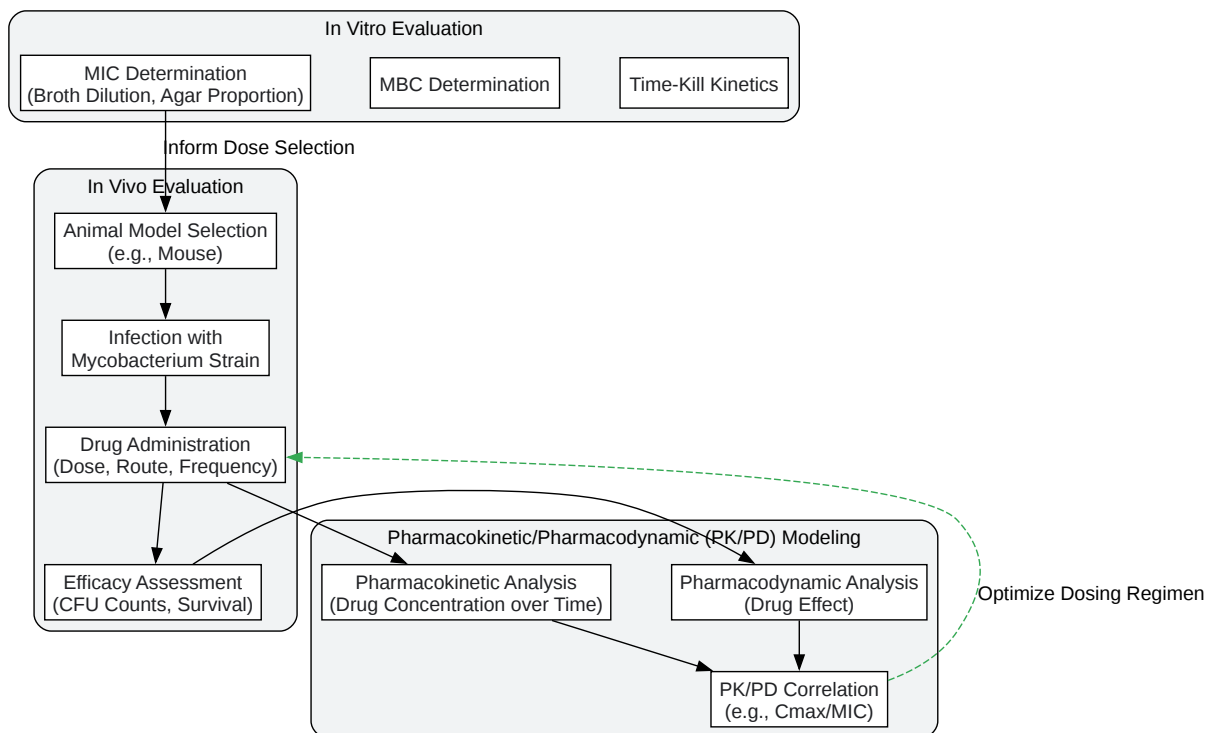 In Vitro Evaluation
MIC Determination
(Broth Dilution, Agar Proportion)
MBC Determination
Time-Kill Kinetics
Inform Dose Selection
In Vivo Evaluation
Animal Model Selection
(e.g., Mouse)
Infection with
Mycobacterium Strain
Drug Administration
(Dose, Route, Frequency)
Pharmacokinetic/Pharmacodynamic (PK/PD) Modeling
Efficacy Assessment
(CFU Counts, Survival)
Pharmacokinetic Analysis
(Drug Concentration over Time)
Pharmacodynamic Analysis
(Drug Effect)
Optimize Dosing Regimen
PK/PD Correlation
(e.g., Cmax/MIC)